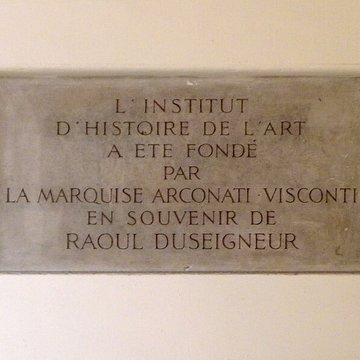 L'INSTITUT
D'HISTOIRE DE L'ART
A ETE FONDÉ
PAR
LA MARQUISE ARCONATI-VISCONTI
EN SOUVENIR DE
RAOUL DUSEIGNEUR